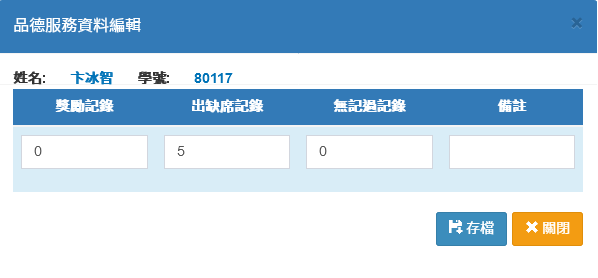 品德服務資料編輯 ×
姓名: 卞冰智 學號: 80117
獎勵記錄 出缺席記錄 無記過記錄 備註
0 5 0
存檔 關閉